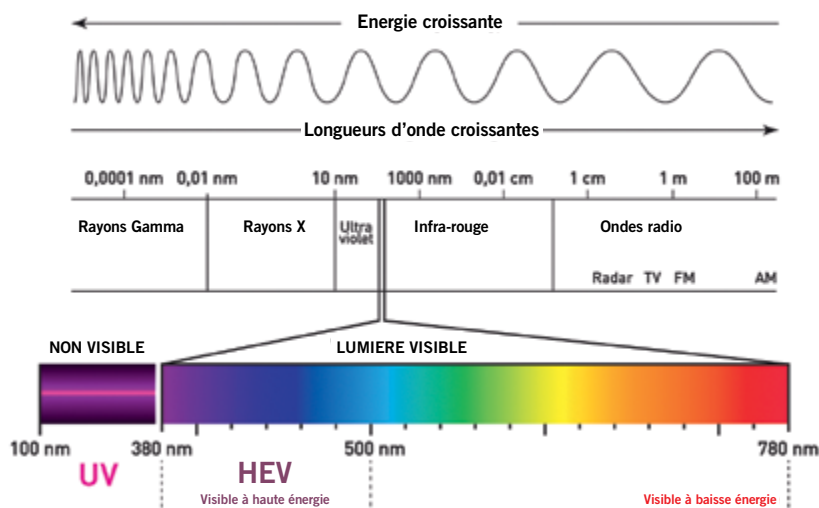 Energie croissante
Longueurs d'onde croissantes
0,0001 nm 0,01 nm 10 nm 1000 nm 0,01 cm 1 cm 1 m 100 m
Rayons Gamma Rayons X Ultra violet Infra-rouge Ondes radio
Radar TV FM AM
NON VISIBLE LUMIERE VISIBLE
100 nm 380 nm 500 nm 780 nm
UV HEV
Visible à haute énergie Visible à baisse énergie